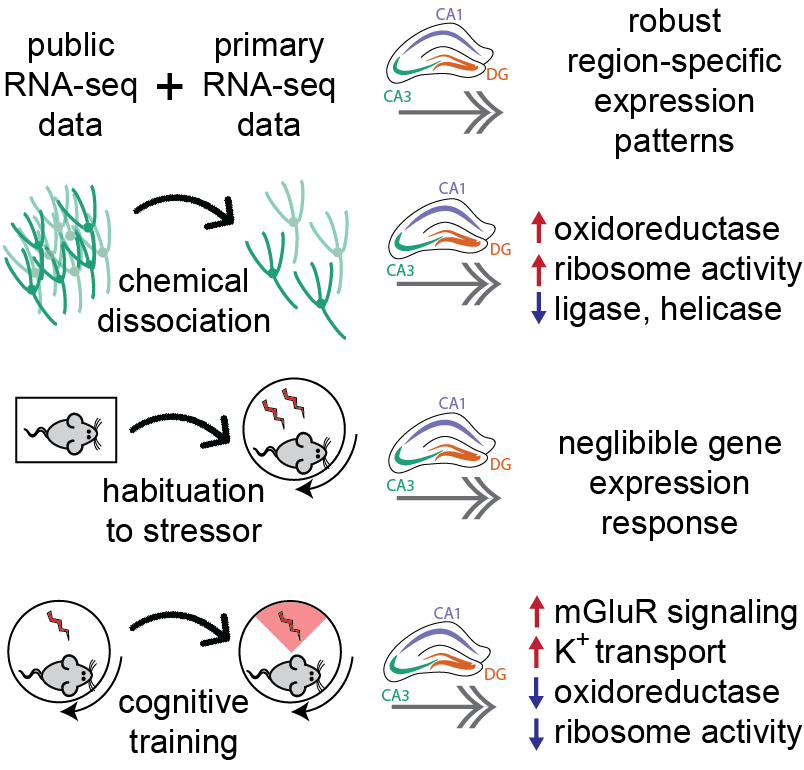 public
RNA-seq
data
+
primary
RNA-seq
data
CA1
DG
CA3
robust
region-specific
expression
patterns
chemical
dissociation
CA1
DG
CA3
oxidoreductase
ribosome activity
ligase, helicase
habituation
to stressor
CA1
DG
CA3
neglibible gene
expression
response
cognitive
training
CA1
DG
CA3
mGluR signaling
K⁺ transport
oxidoreductase
ribosome activity